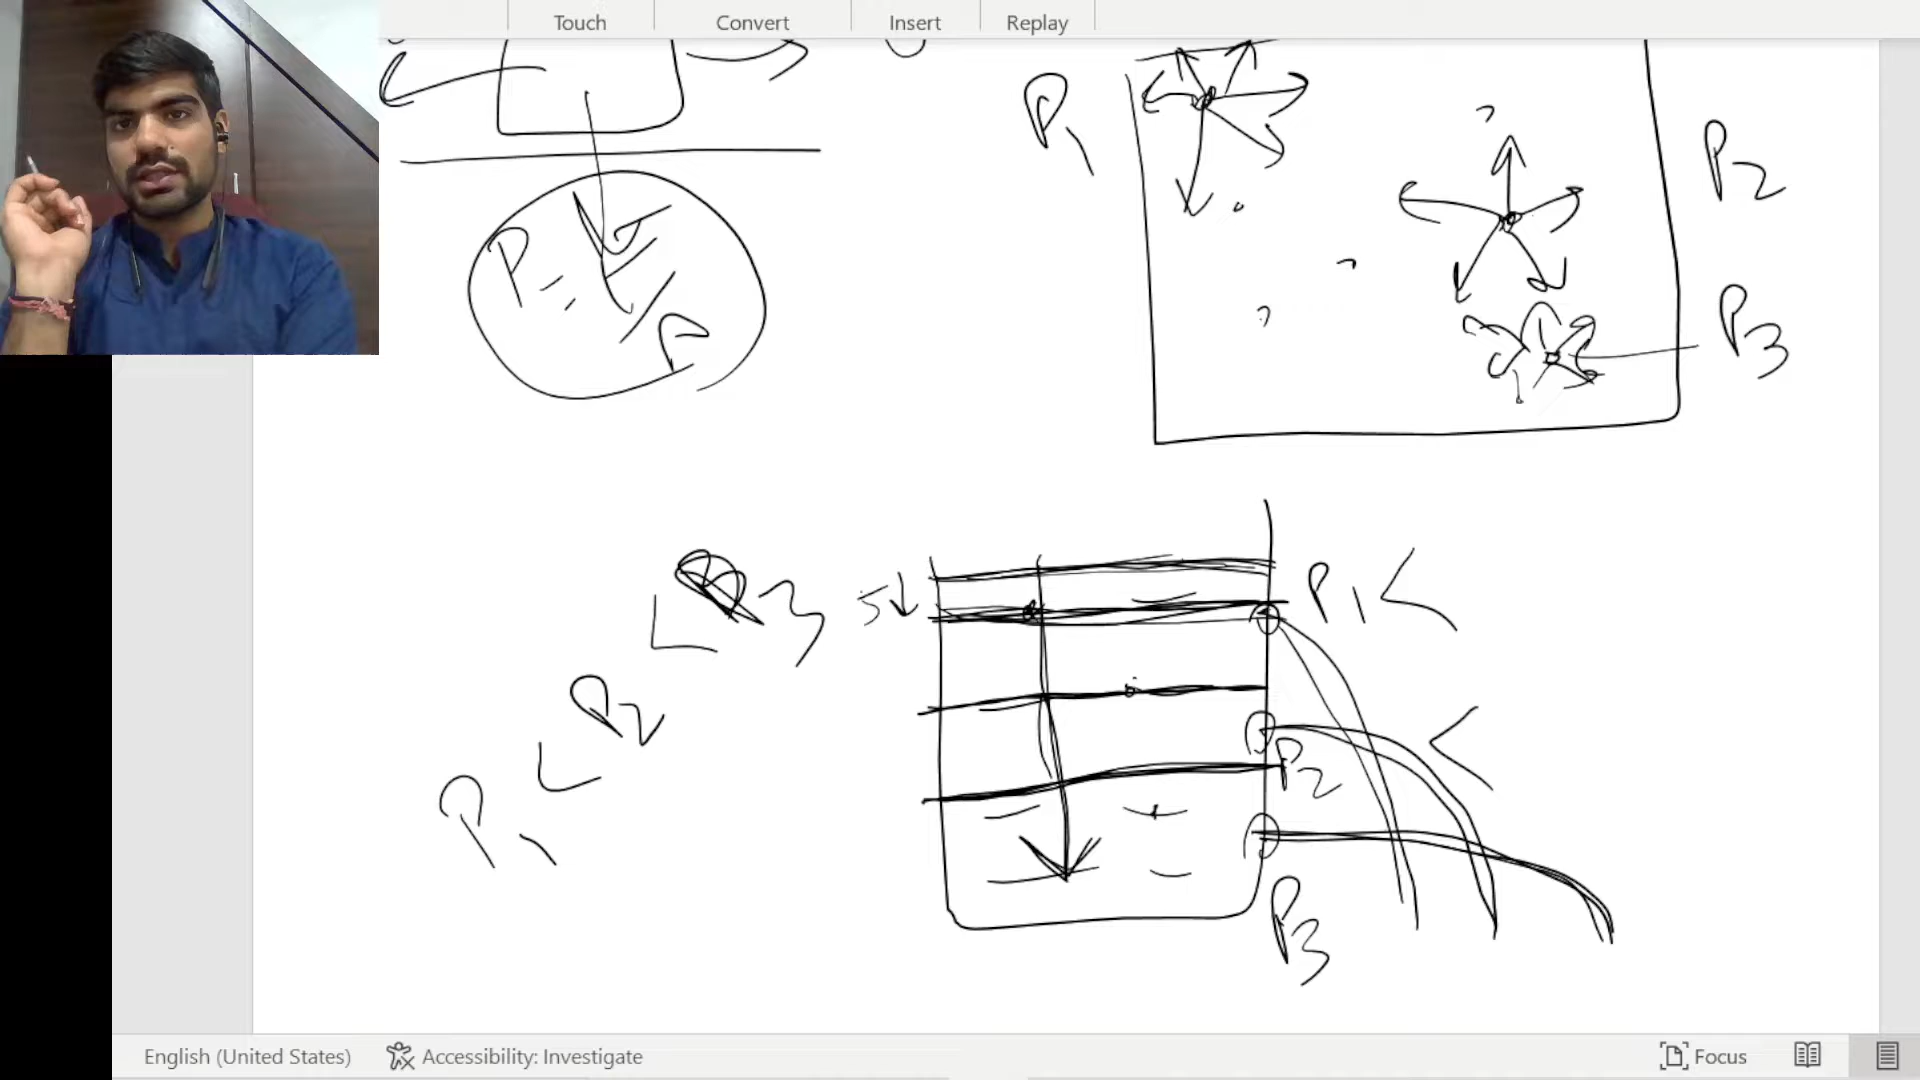 Touch Convert Insert Replay
P1
P2
P =
A
P3
P1 < P2 < P3
5↓
P1 <
P2 <
P3
English (United States) Accessibility: Investigate Focus